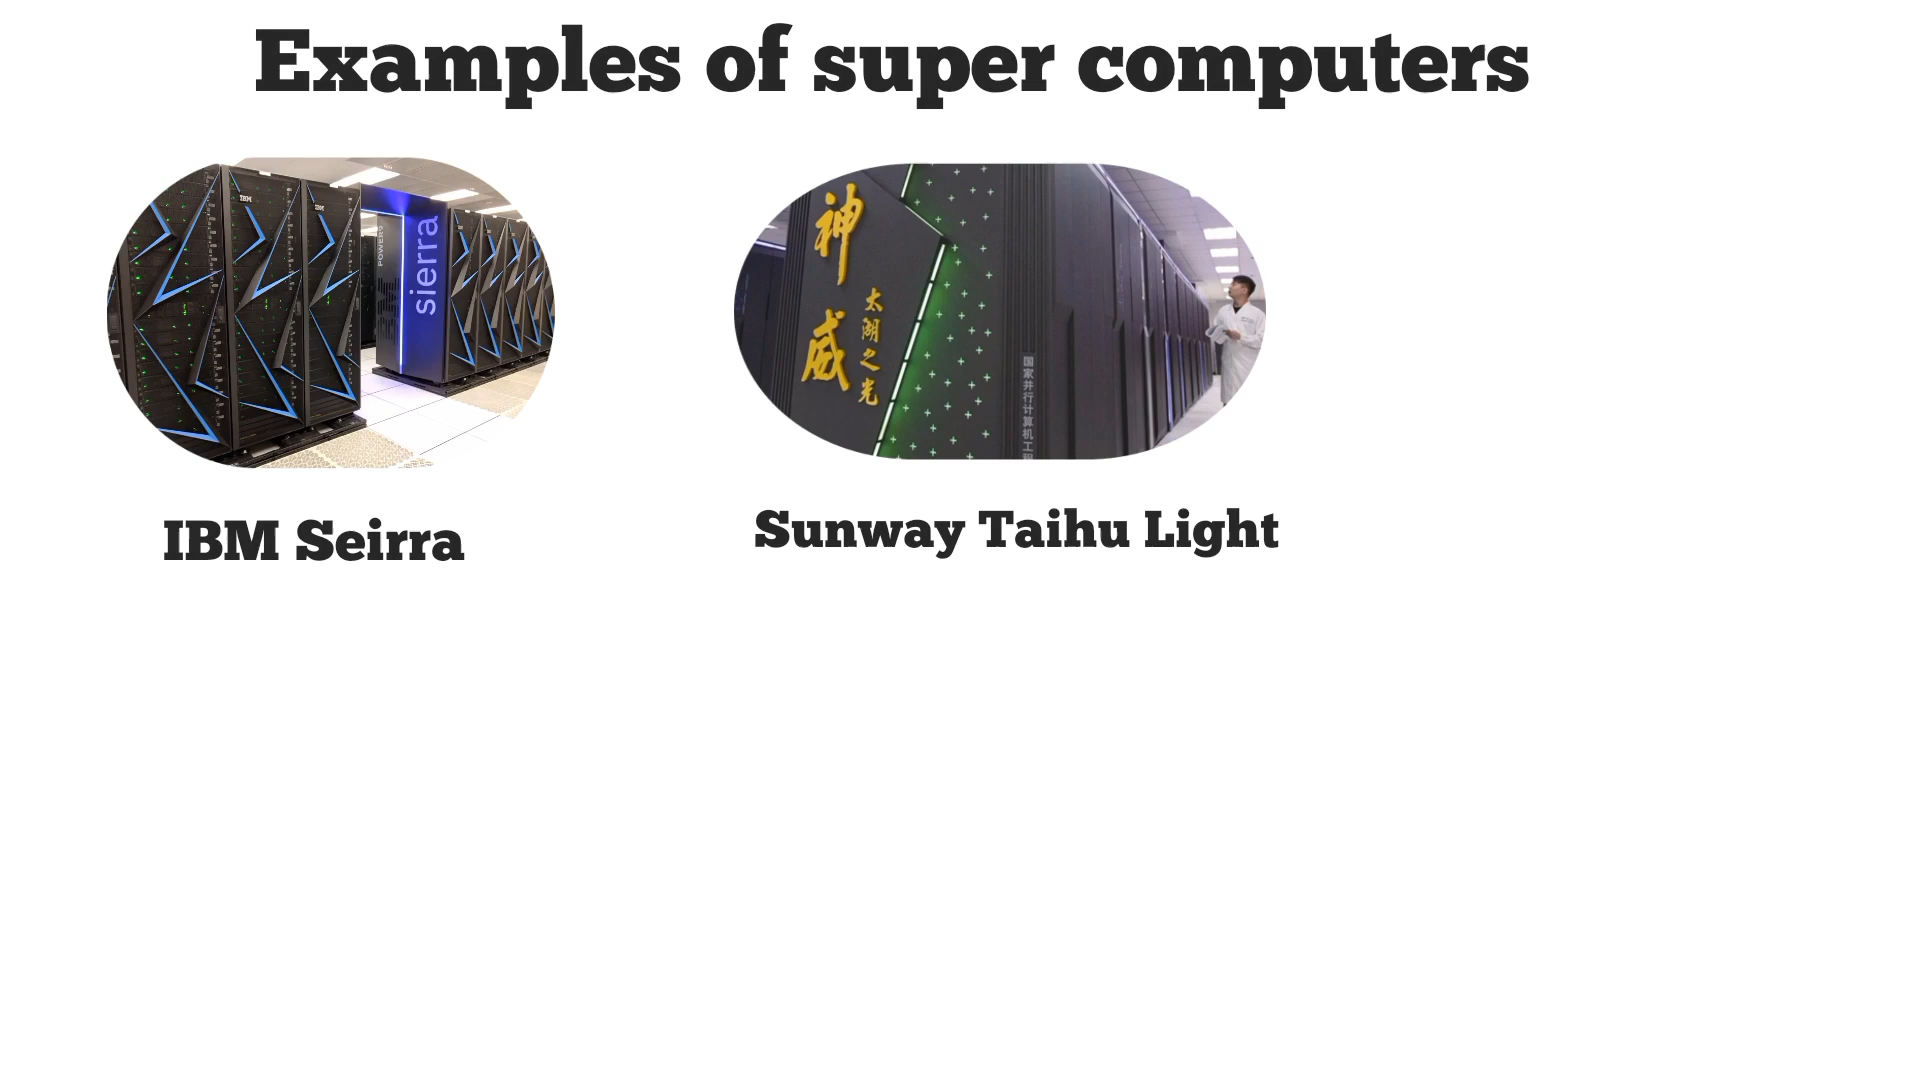 Examples of super computers
IBM
IBM
POWER9
sierra
神威
太湖之光
国家并行计算机工程
IBM Seirra
Sunway Taihu Light